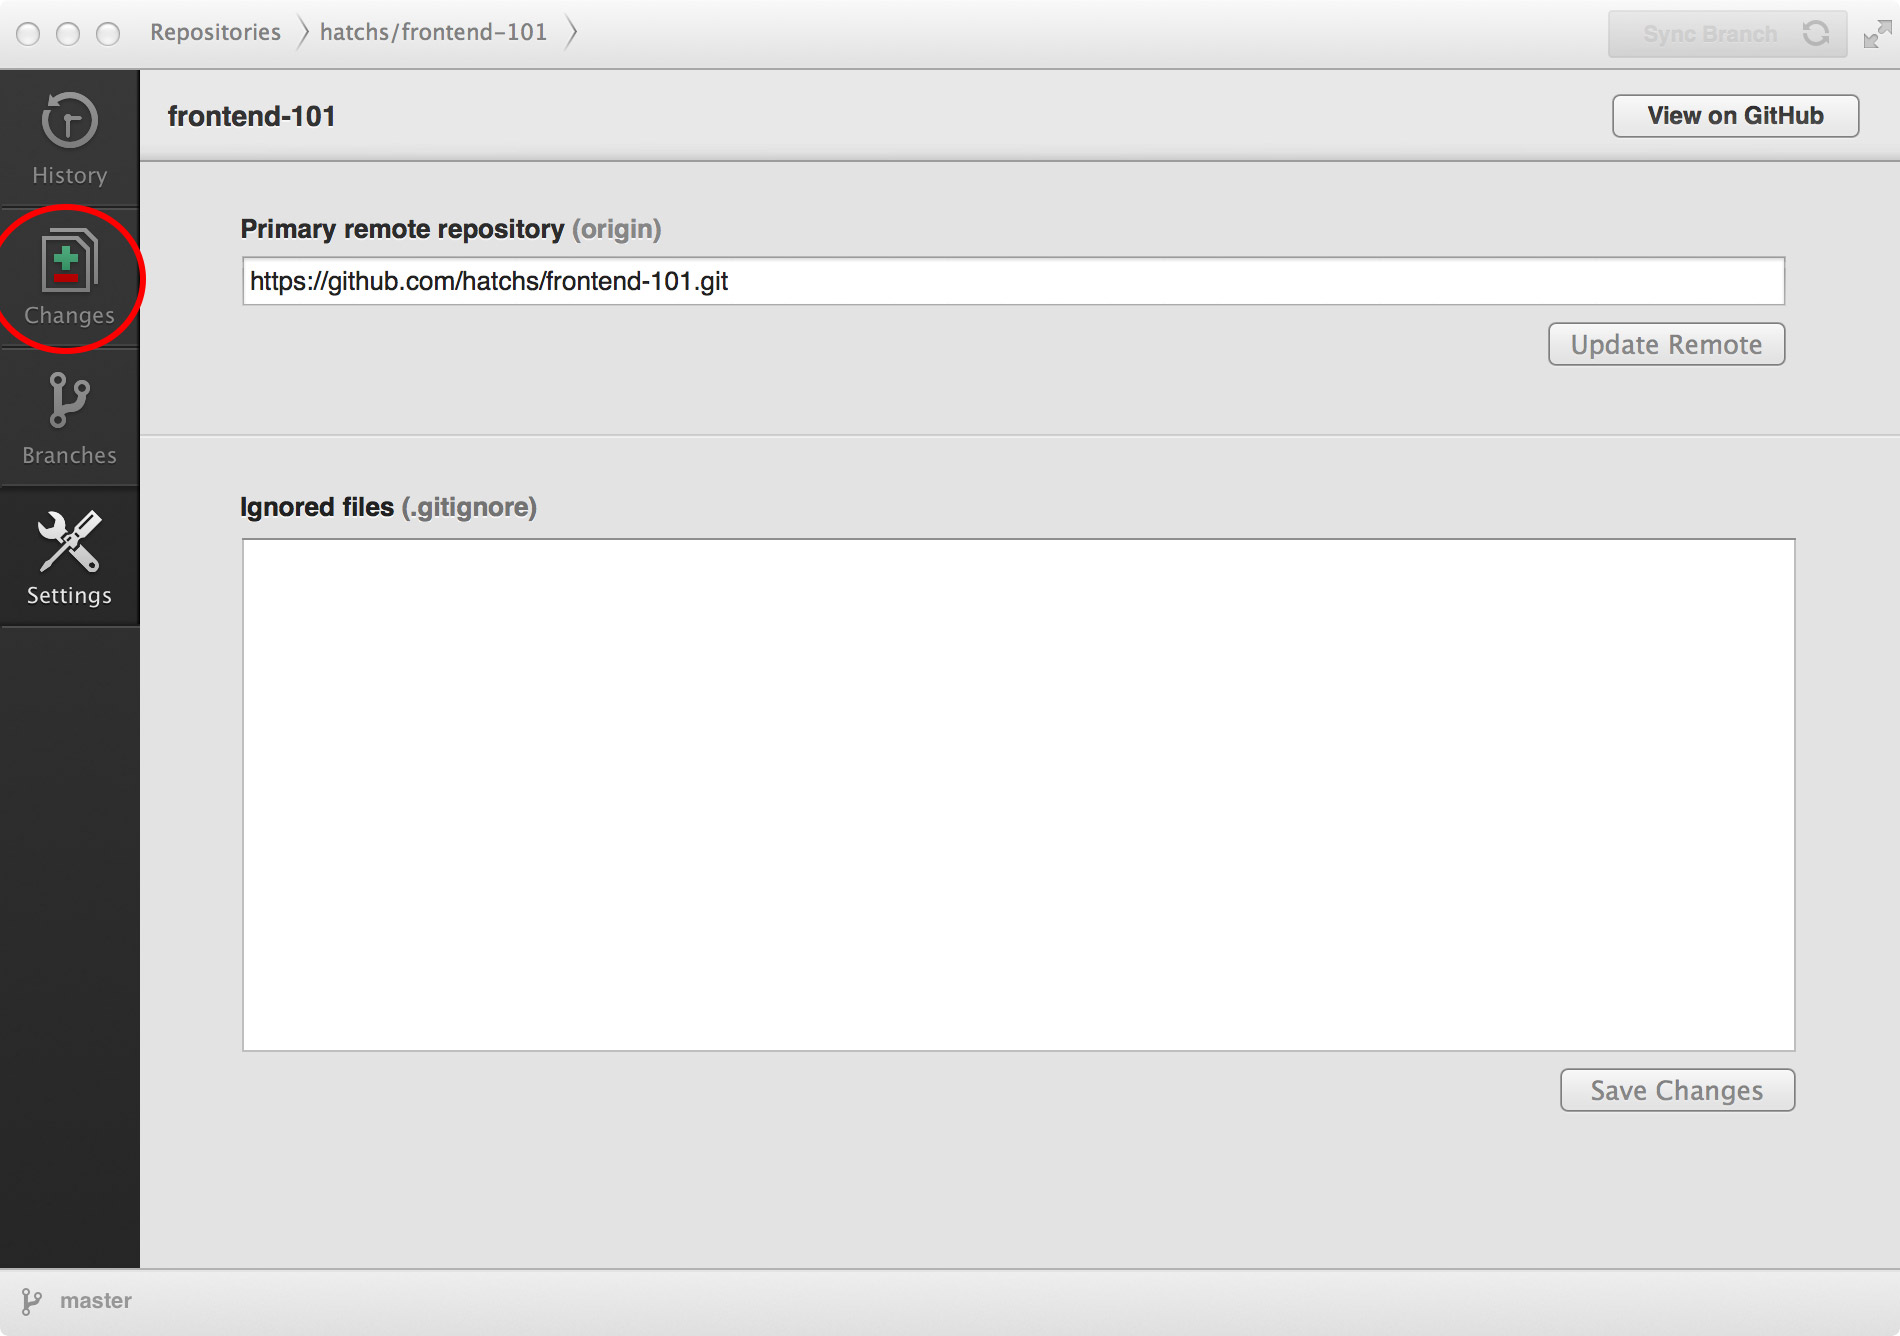 Repositories hatchs/frontend-101 Sync Branch
frontend-101 View on GitHub
History
Changes
Branches
Settings
Primary remote repository (origin)
https://github.com/hatchs/frontend-101.git
Update Remote
Ignored files (.gitignore)
Save Changes
master